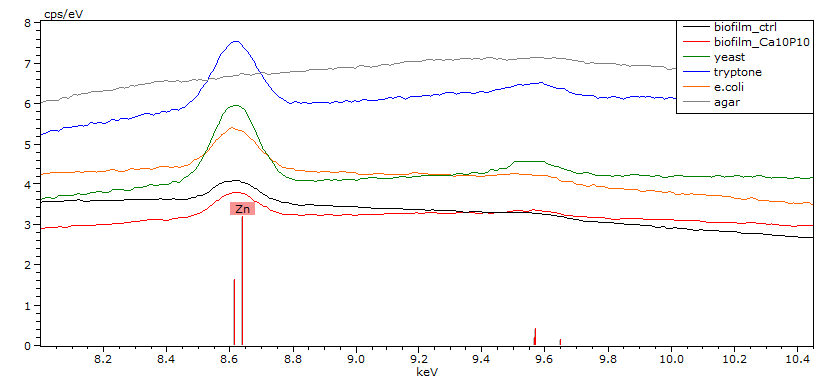 cps/eV
8
7
6
5
4
3
2
1
0
biofilm_ctrl
biofilm_Ca10P10
yeast
tryptone
e.coli
agar
Zn
8.2 8.4 8.6 8.8 9.0 9.2 9.4 9.6 9.8 10.0 10.2 10.4
keV